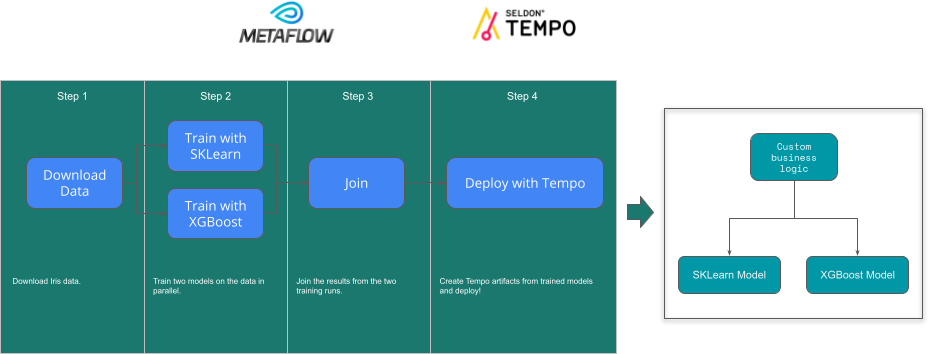 METAFLOW
SELDON
TEMPO
Step 1
Step 2
Step 3
Step 4
Download
Data
Train with
SKLearn
Train with
XGBoost
Join
Deploy with Tempo
Download Iris data.
Train two models on the data in
parallel.
Join the results from the two
training runs.
Create Tempo artifacts from trained models
and deploy!
Custom
business
logic
SKLearn Model
XGBoost Model